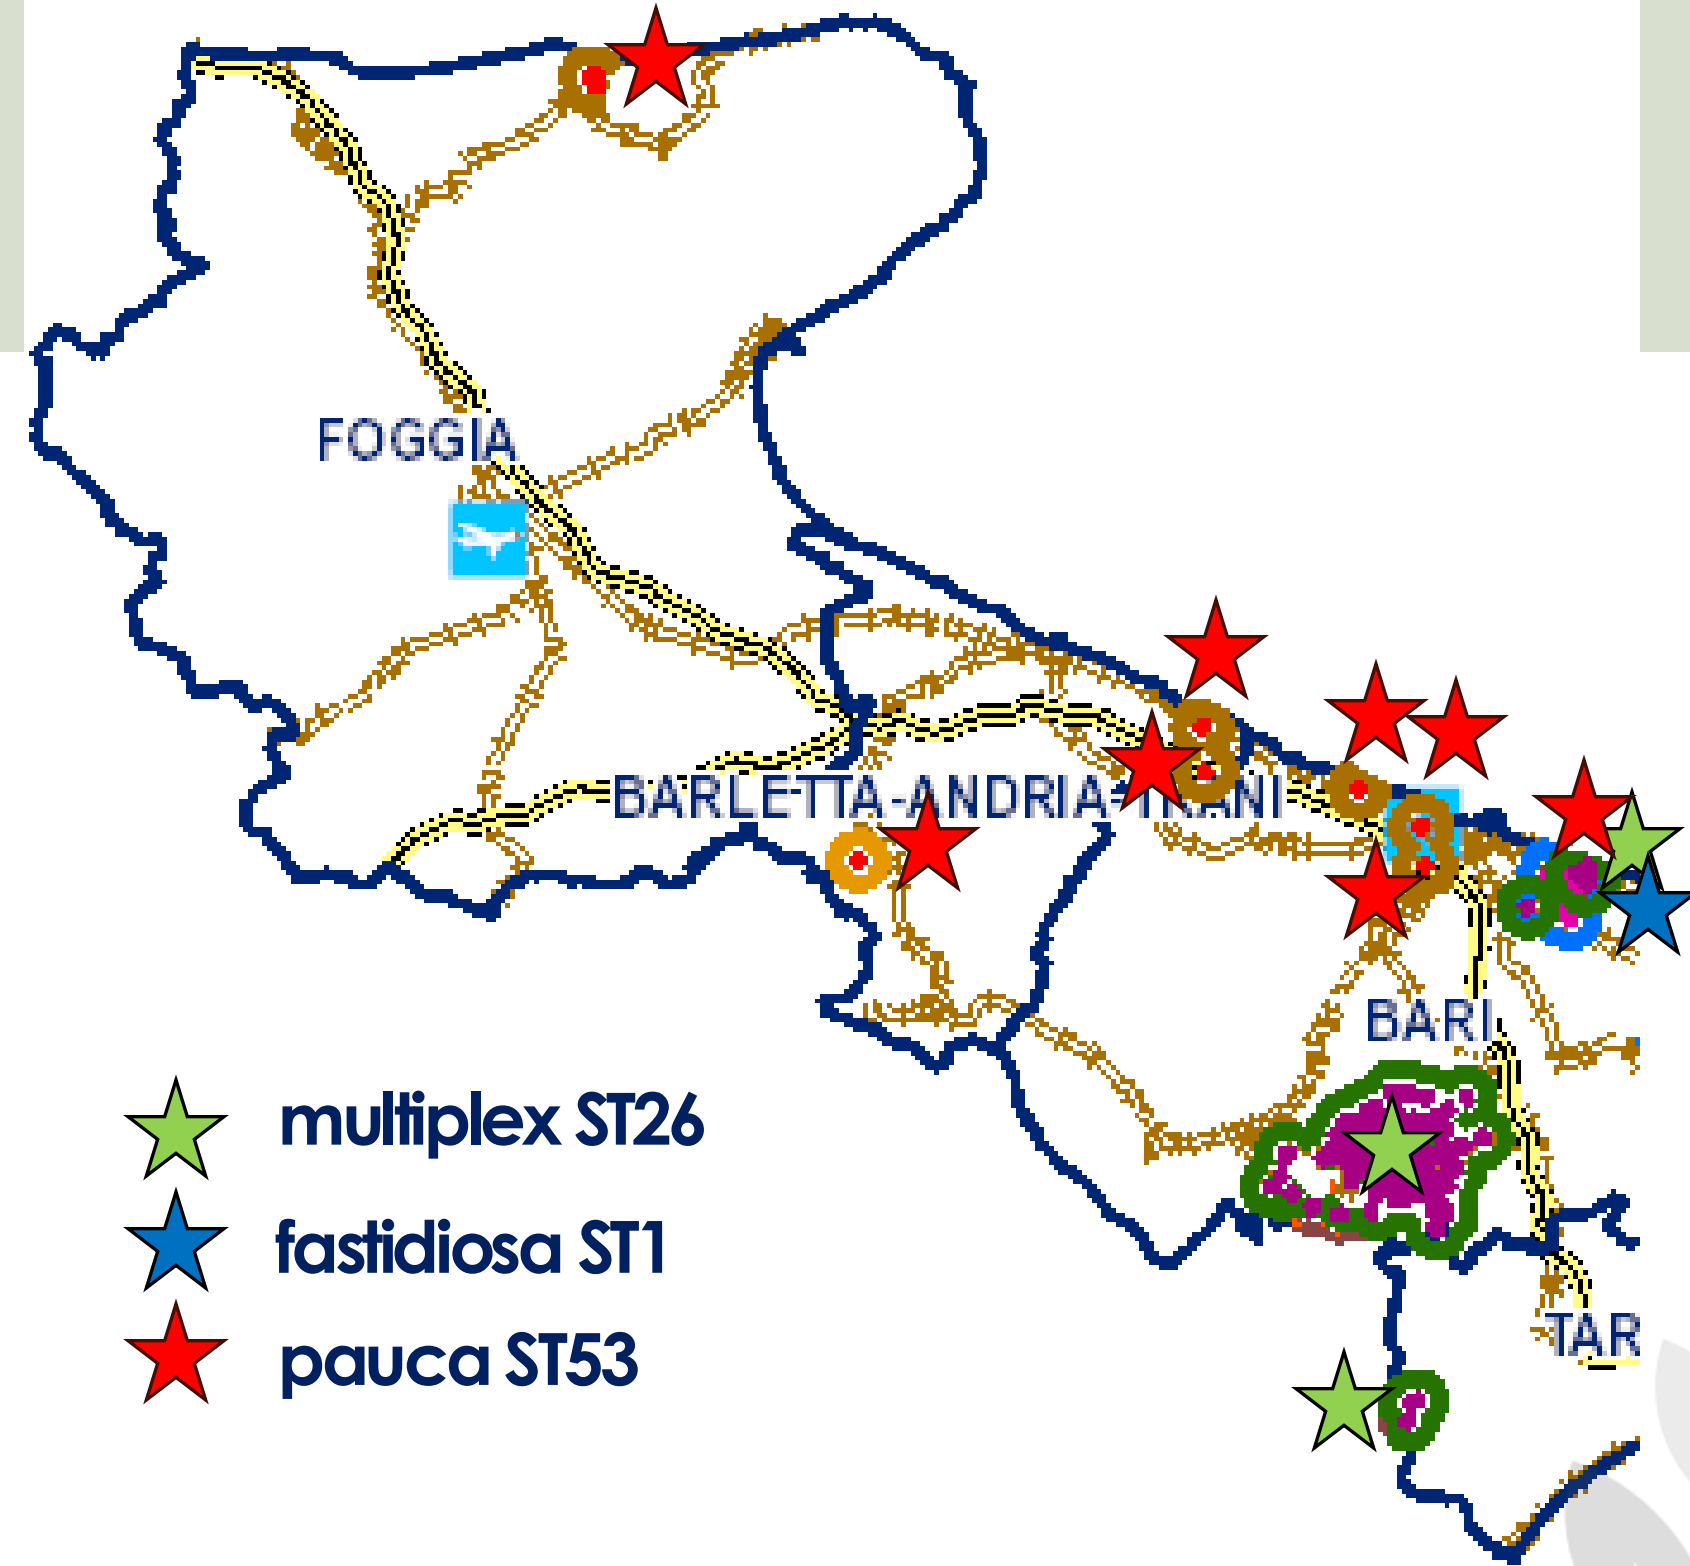 FOGGIA
BARLETTA-ANDRIA-TRANI
BARI
multiplex ST26
fastidiosa ST1
TAR
pauca ST53